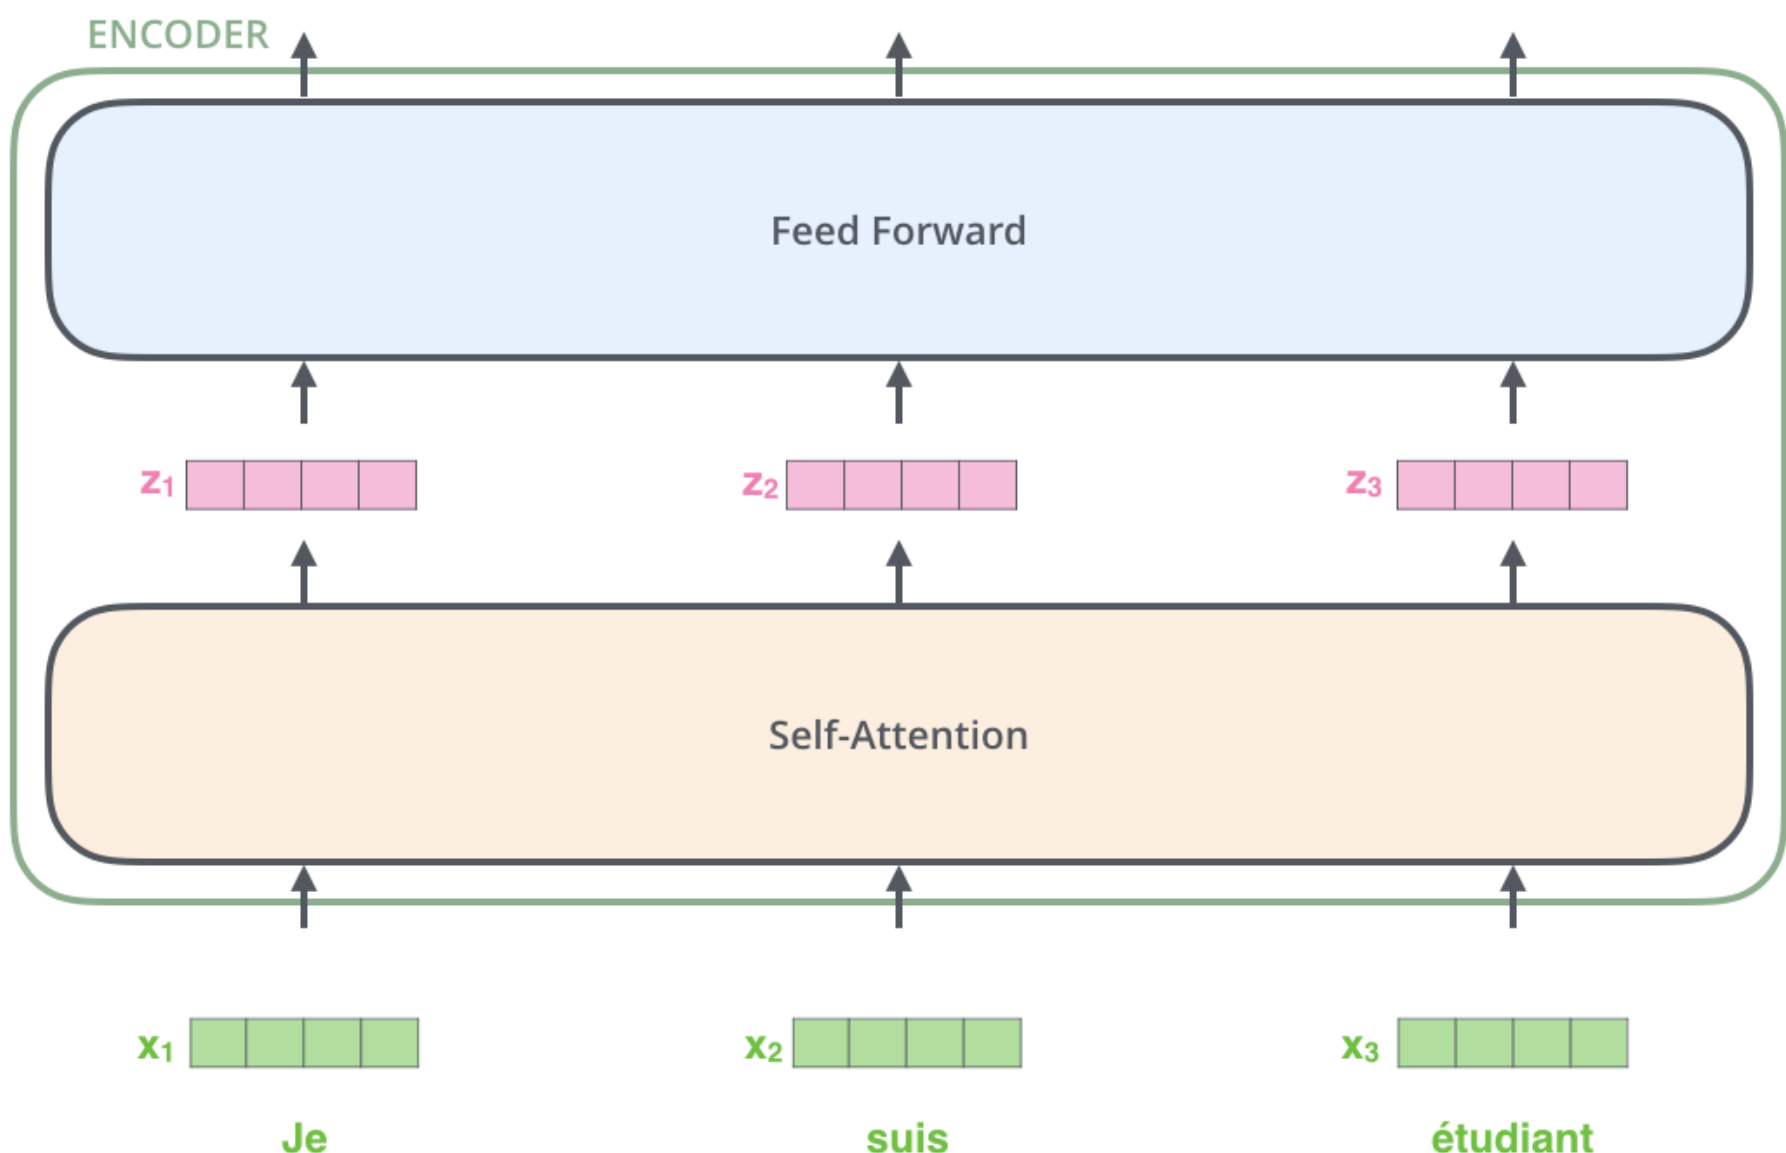 ENCODER
Feed Forward
z₁ z₂ z₃
Self-Attention
x₁ x₂ x₃
Je suis étudiant